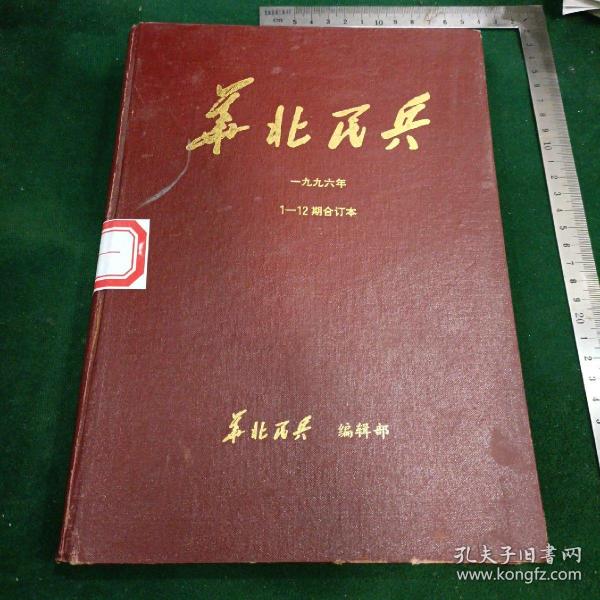 華北民兵
一九九六年
1—12期合订本
華北民兵 编辑部
孔夫子旧书网
www.kongfz.com